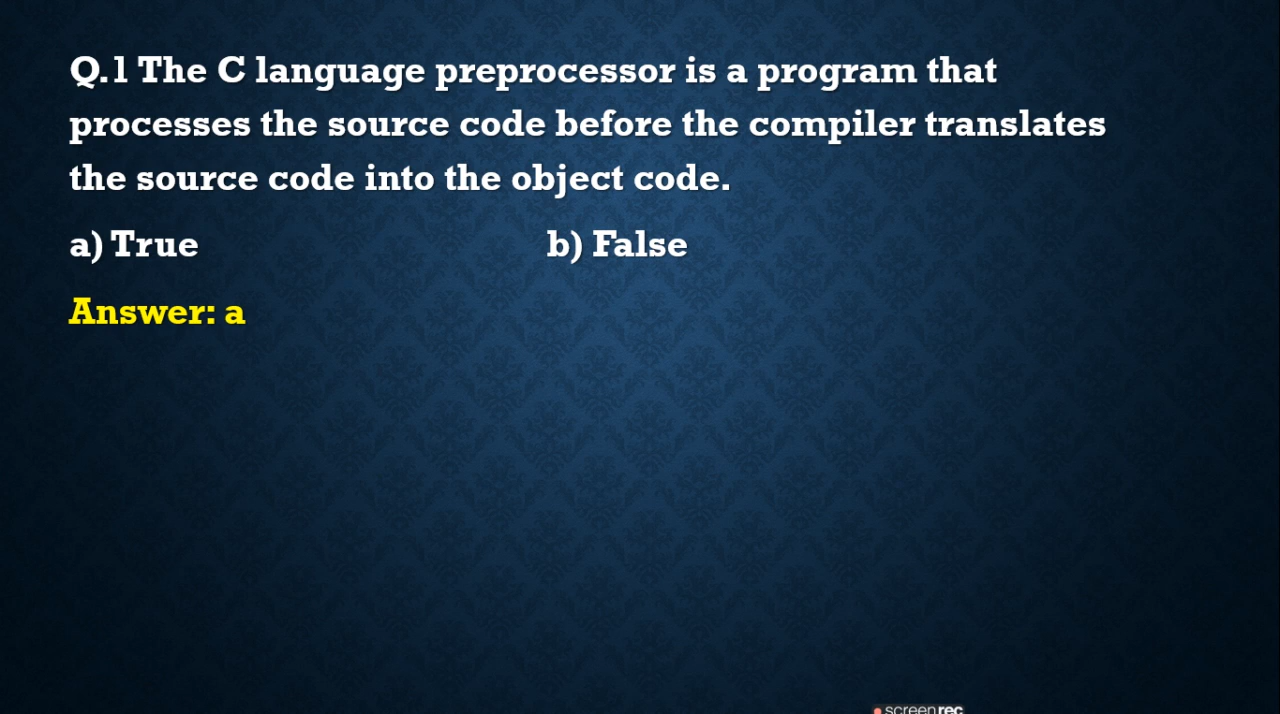 Q.1 The C language preprocessor is a program that
processes the source code before the compiler translates
the source code into the object code.
a) True b) False
Answer: a
screenrec